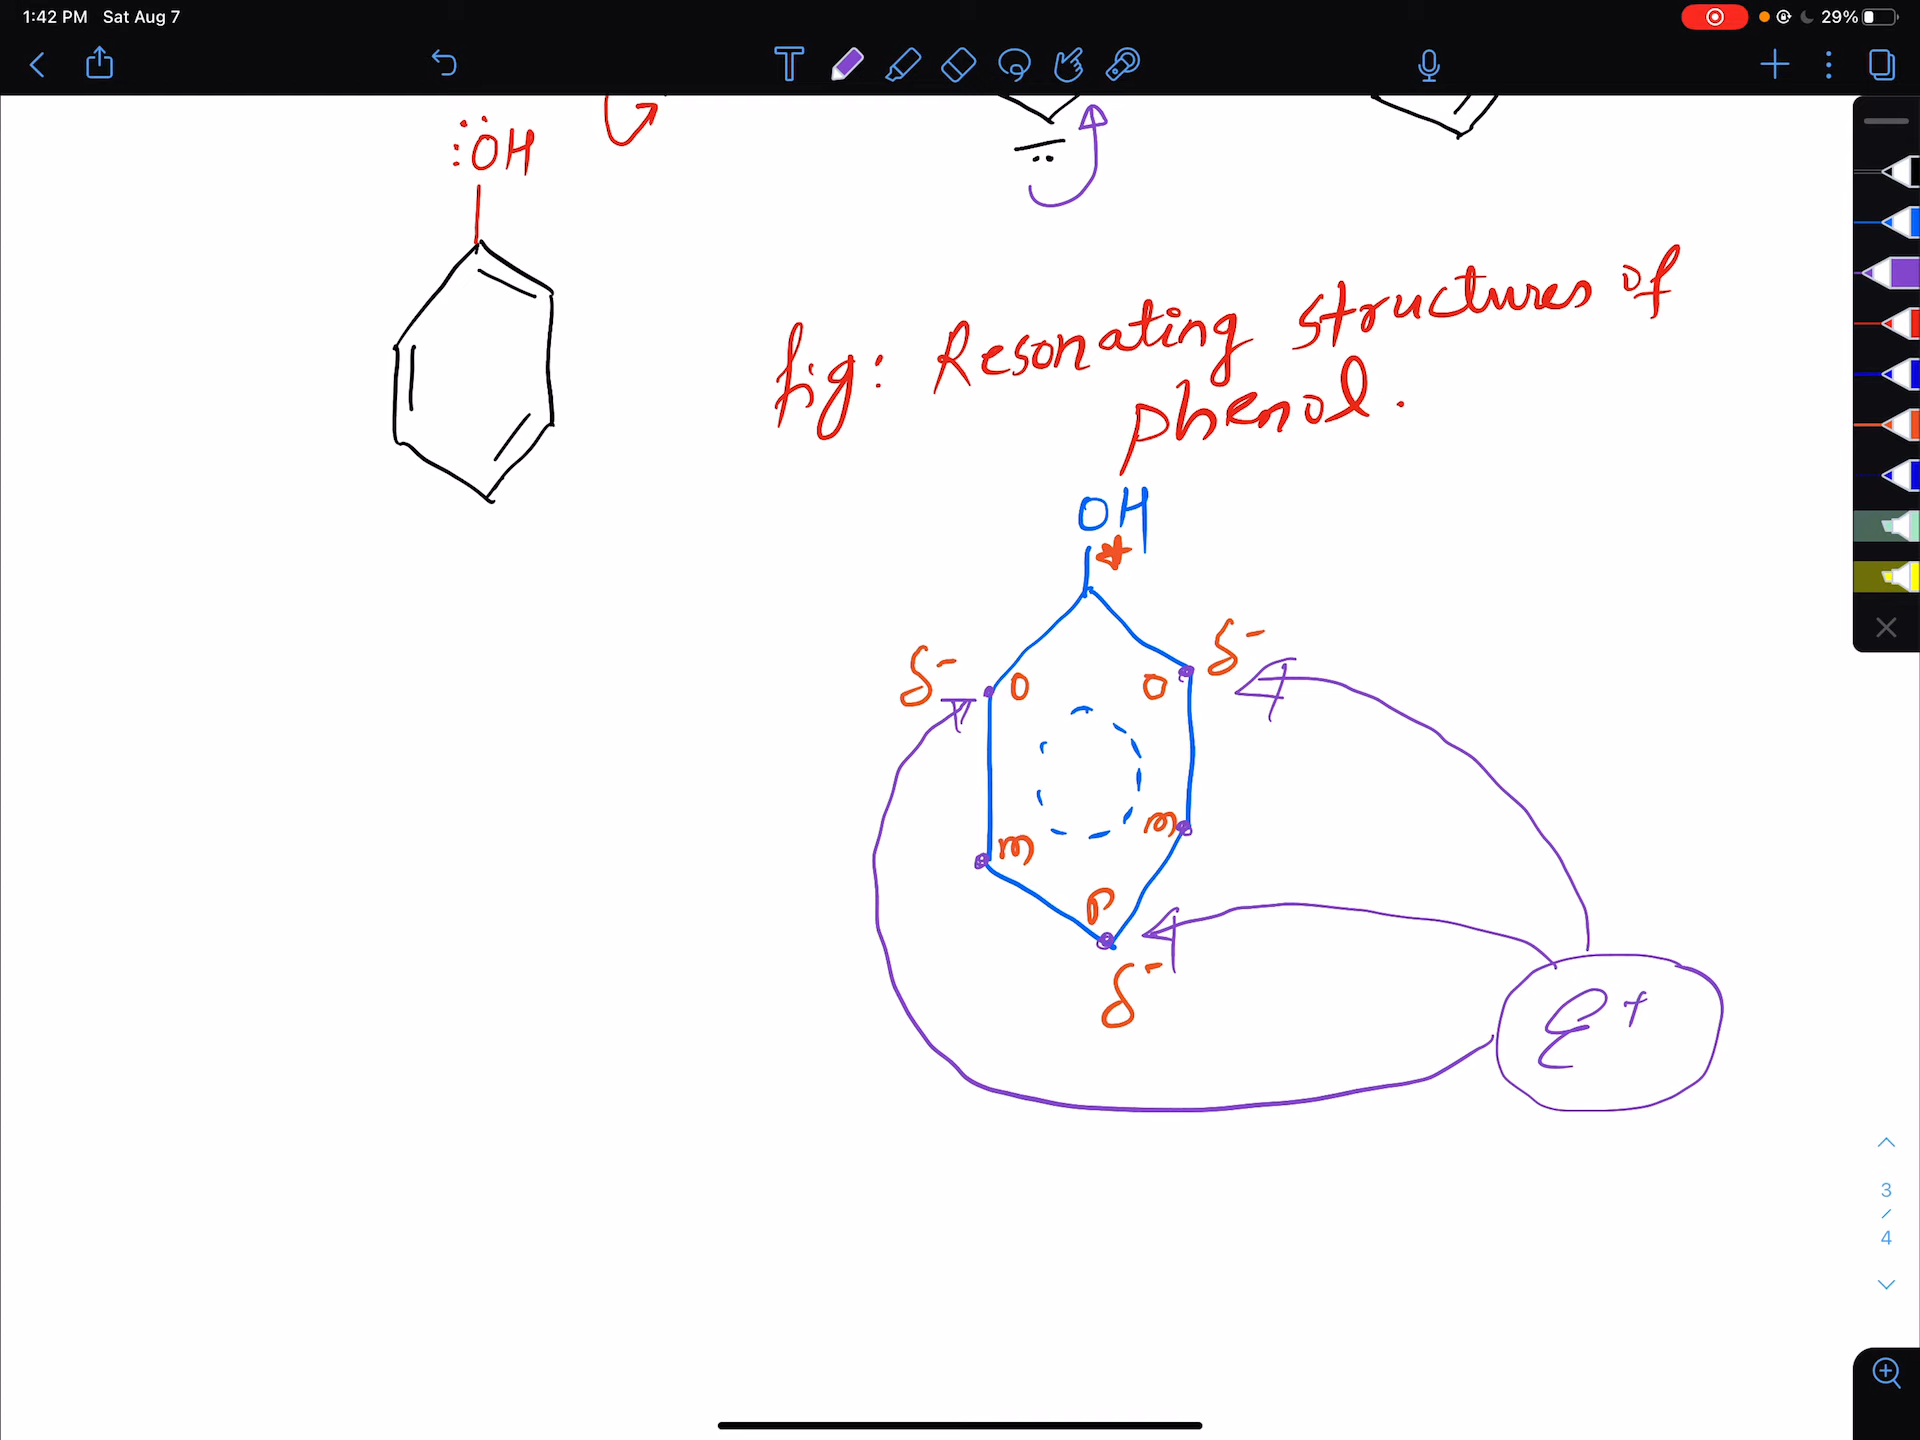 1:42 PM Sat Aug 7
29%
:ÖH
fig: Resonating structures of
phenol.
OH
*
δ-
δ-
O
O
m
m
P
δ-
E+
3
/
4